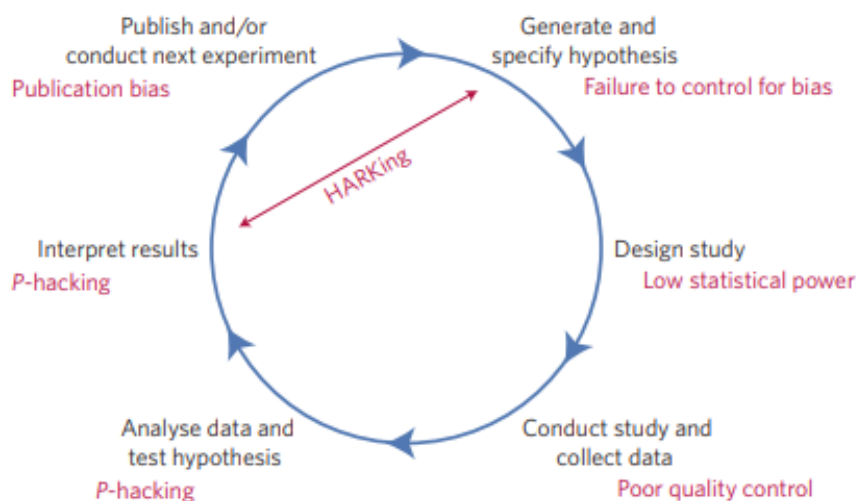 Publish and/or
conduct next experiment
Publication bias
Generate and
specify hypothesis
Failure to control for bias
HARKing
Interpret results
P-hacking
Design study
Low statistical power
Analyse data and
test hypothesis
P-hacking
Conduct study and
collect data
Poor quality control